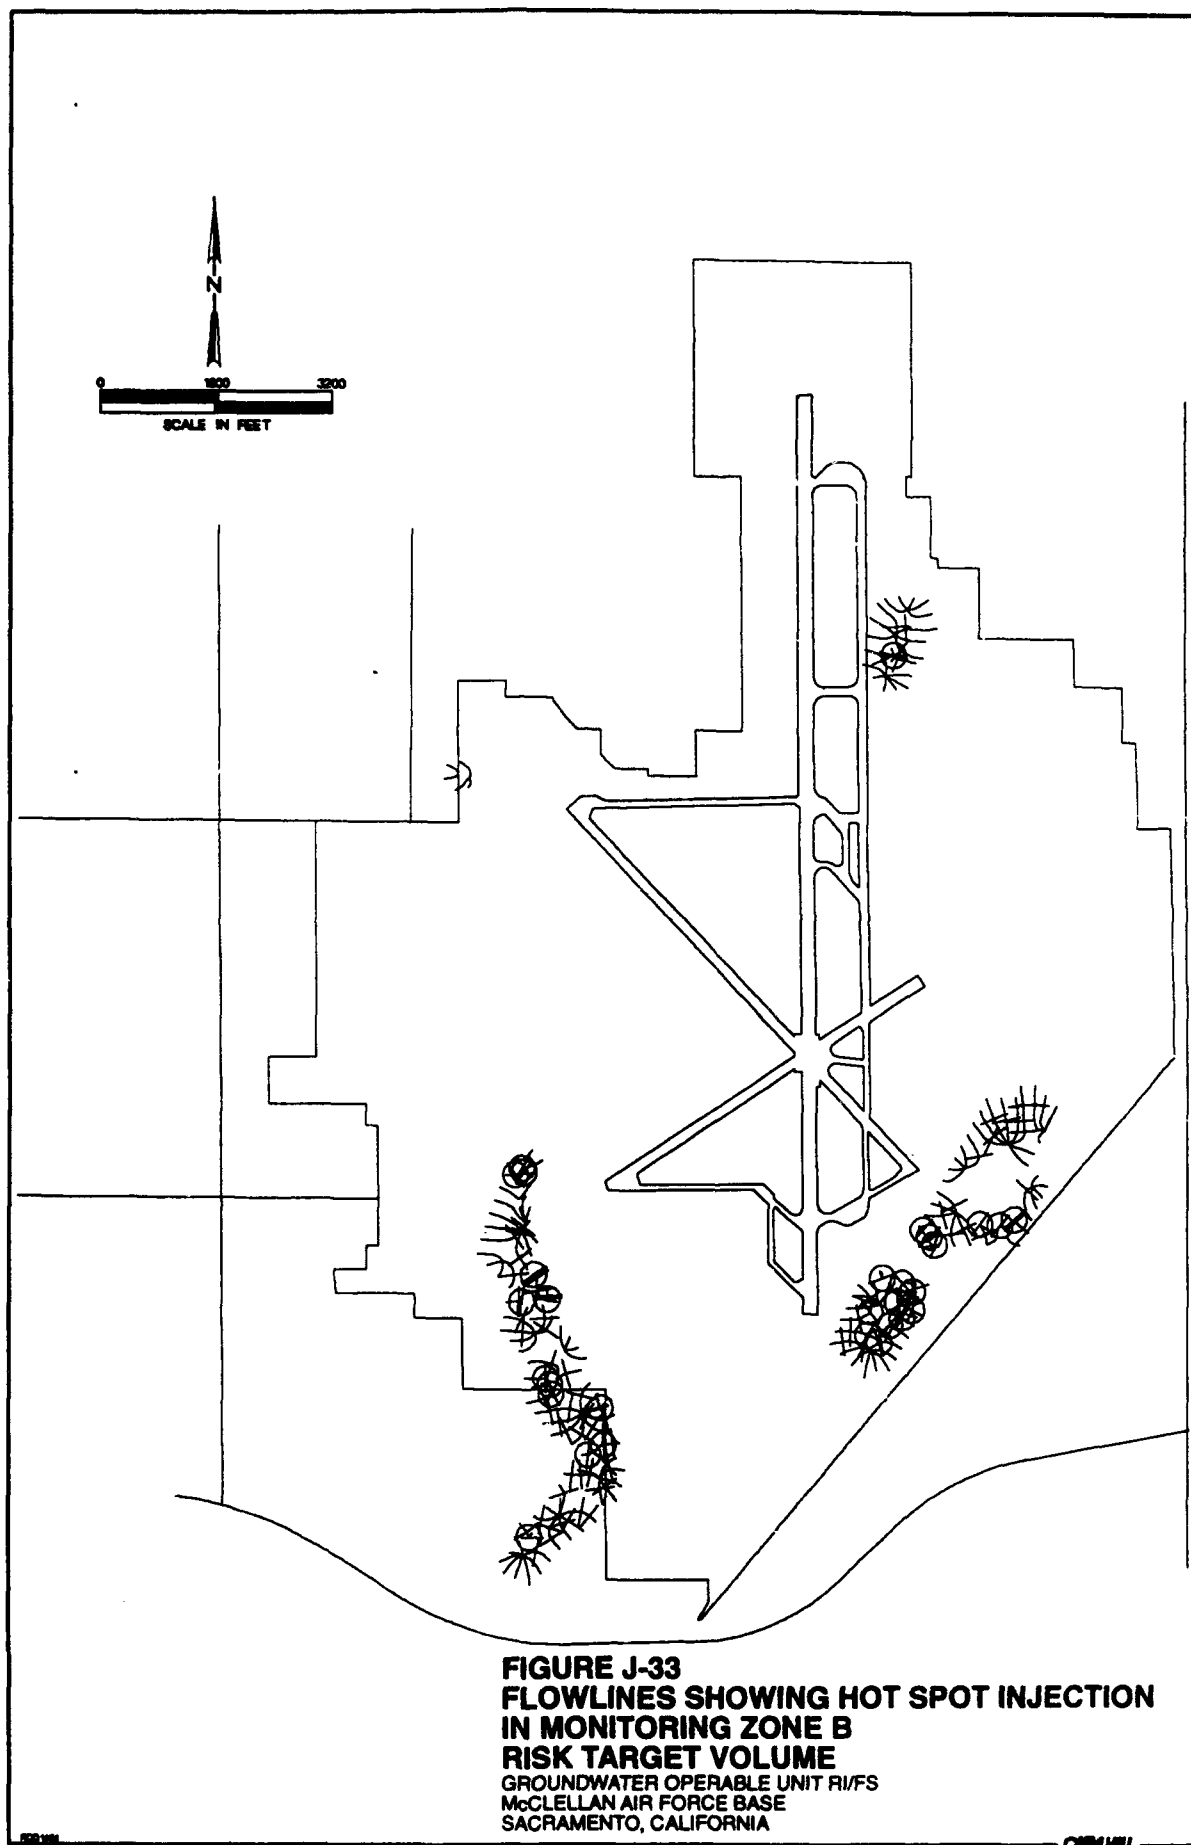 N
0 1600 3200
SCALE IN FEET
FIGURE J-33
FLOWLINES SHOWING HOT SPOT INJECTION
IN MONITORING ZONE B
RISK TARGET VOLUME
GROUNDWATER OPERABLE UNIT RI/FS
McCLELLAN AIR FORCE BASE
SACRAMENTO, CALIFORNIA